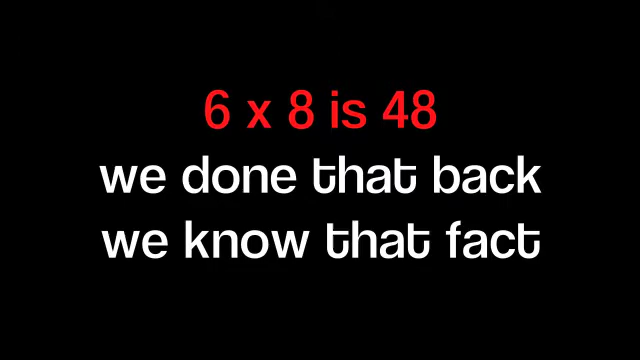 6 x 8 is 48
we done that back
we know that fact